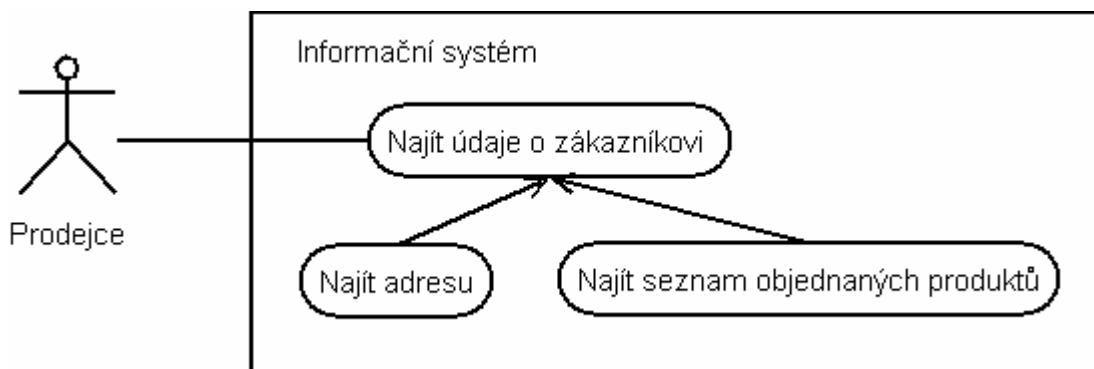 Informační systém
Najít údaje o zákazníkovi
Prodejce
Najít adresu
Najít seznam objednaných produktů